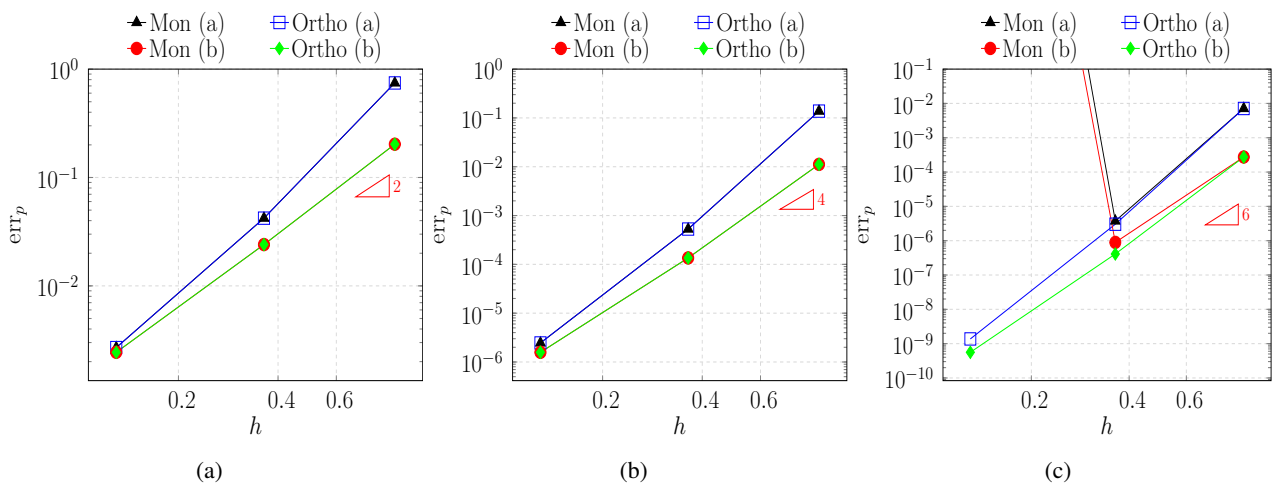 Mon (a) Ortho (a)
Mon (b) Ortho (b)
10^0
10^{-1}
10^{-2}
0.2 0.4 0.6
h
err_p
2
(a)
Mon (a) Ortho (a)
Mon (b) Ortho (b)
10^0
10^{-1}
10^{-2}
10^{-3}
10^{-4}
10^{-5}
10^{-6}
0.2 0.4 0.6
h
err_p
4
(b)
Mon (a) Ortho (a)
Mon (b) Ortho (b)
10^{-1}
10^{-2}
10^{-3}
10^{-4}
10^{-5}
10^{-6}
10^{-7}
10^{-8}
10^{-9}
10^{-10}
0.2 0.4 0.6
h
err_p
6
(c)